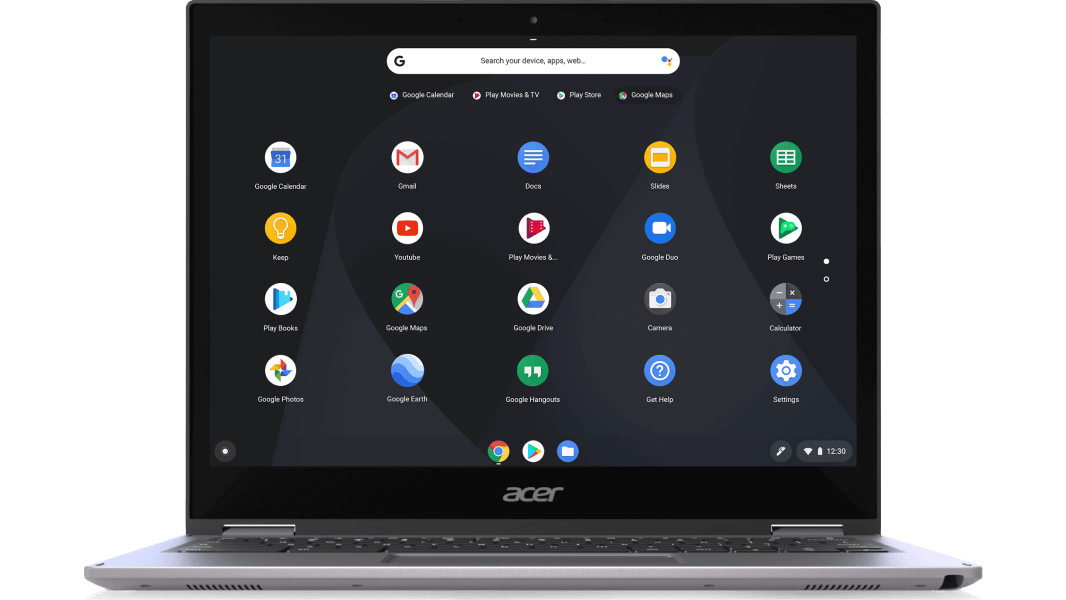 G Search your device, apps, web...
Google Calendar Play Movies & TV Play Store Google Maps
31
Google Calendar Gmail Docs Slides Sheets
Keep Youtube Play Movies &... Google Duo Play Games
G
Play Books Google Maps Google Drive Camera Calculator
Google Photos Google Earth Google Hangouts Get Help Settings
12:30
acer